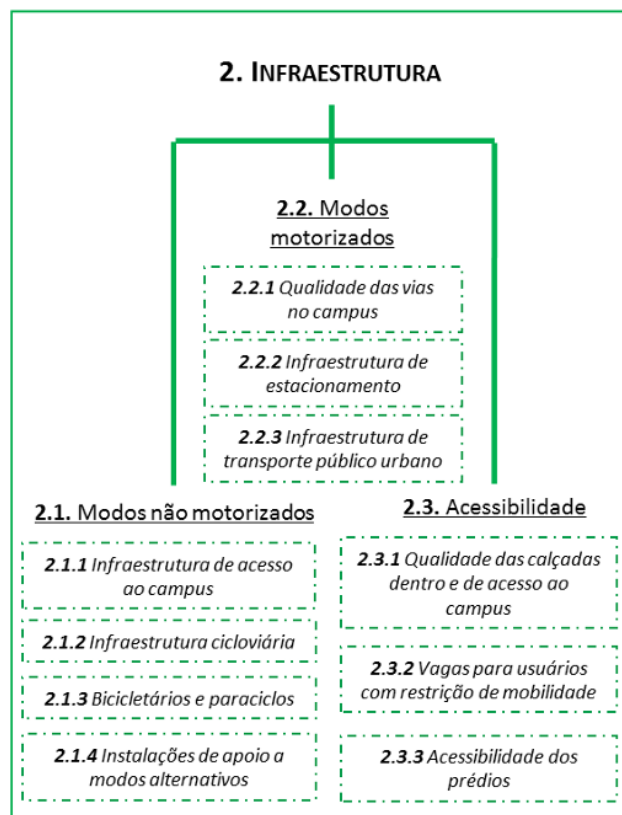 2. INFRAESTRUTURA
2.2. Modos
motorizados
2.2.1 Qualidade das vias
no campus
2.2.2 Infraestrutura de
estacionamento
2.2.3 Infraestrutura de
transporte público urbano
2.1. Modos não motorizados
2.1.1 Infraestrutura de acesso
ao campus
2.1.2 Infraestrutura cicloviária
2.1.3 Bicicletários e paraciclos
2.1.4 Instalações de apoio a
modos alternativos
2.3. Acessibilidade
2.3.1 Qualidade das calçadas
dentro e de acesso ao
campus
2.3.2 Vagas para usuários
com restrição de mobilidade
2.3.3 Acessibilidade dos
prédios